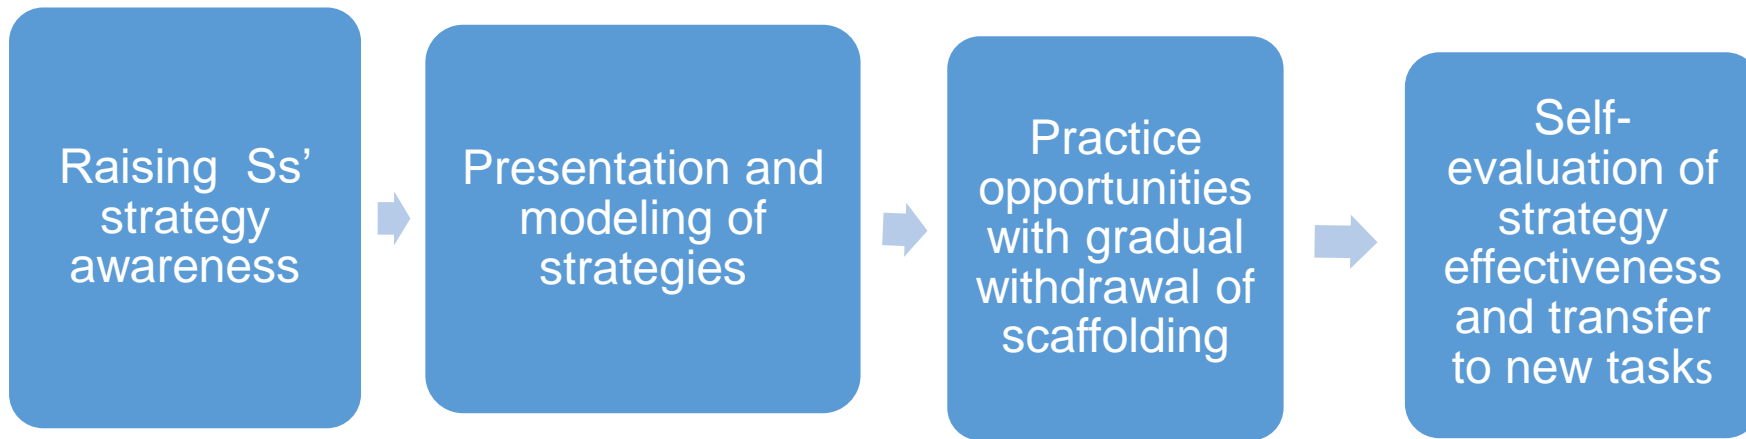 Raising Ss’
strategy
awareness
Presentation and
modeling of
strategies
Practice
opportunities
with gradual
withdrawal of
scaffolding
Self-
evaluation of
strategy
effectiveness
and transfer
to new tasks